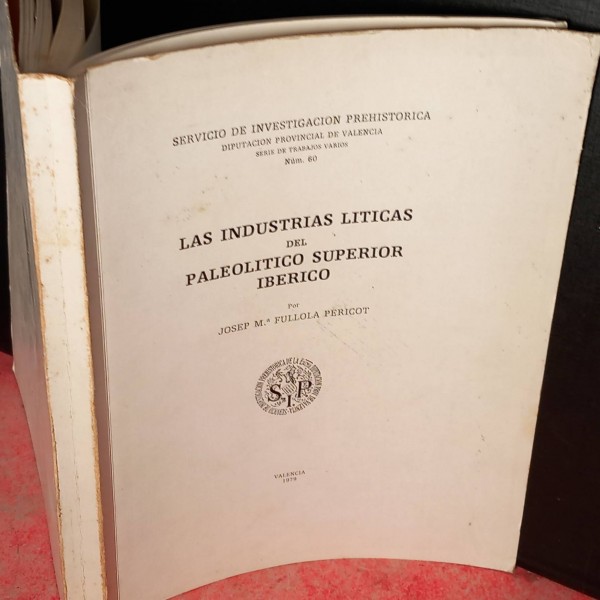 SERVICIO DE INVESTIGACION PREHISTORICA
DIPUTACION PROVINCIAL DE VALENCIA
SERIE DE TRABAJOS VARIOS
Núm. 60
LAS INDUSTRIAS LITICAS
DEL
PALEOLITICO SUPERIOR
IBERICO
Por
JOSEP M.ª FULLOLA PERICOT
S.I.P.
VALENCIA
1979